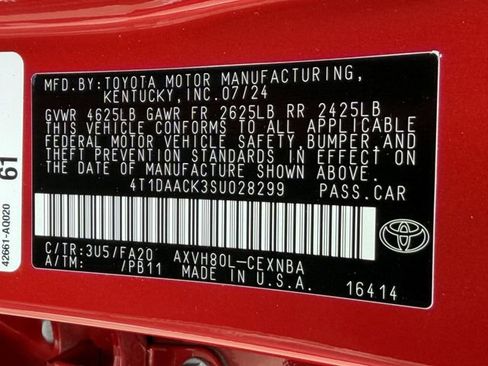 MFD.BY:TOYOTA MOTOR MANUFACTURING,
KENTUCKY,INC.07/24
GVWR 4625LB GAWR FR 2625LB RR 2425LB
THIS VEHICLE CONFORMS TO ALL APPLICABLE
FEDERAL MOTOR VEHICLE SAFETY,BUMPER,AND
THEFT PREVENTION STANDARDS IN EFFECT ON
THE DATE OF MANUFACTURE SHOWN ABOVE.
4T1DAACK3SU028299 PASS.CAR
C/TR:3U5/FA20 AXVH80L-CEXNBA
A/TM: /PB11 MADE IN U.S.A.
16414
42661-A0020
61